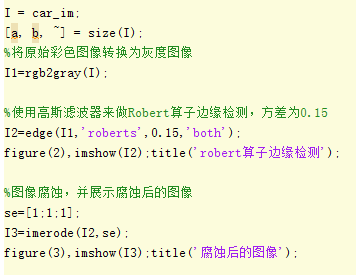 I = car_im;
[a, b, ~] = size(I);
%将原始彩色图像转换为灰度图像
I1=rgb2gray(I);
%使用高斯滤波器来做Robert算子边缘检测，方差为0.15
I2=edge(I1,'roberts',0.15,'both');
figure(2),imshow(I2);title('robert算子边缘检测');
%图像腐蚀，并展示腐蚀后的图像
se=[1;1;1];
I3=imerode(I2,se);
figure(3),imshow(I3);title('腐蚀后的图像');